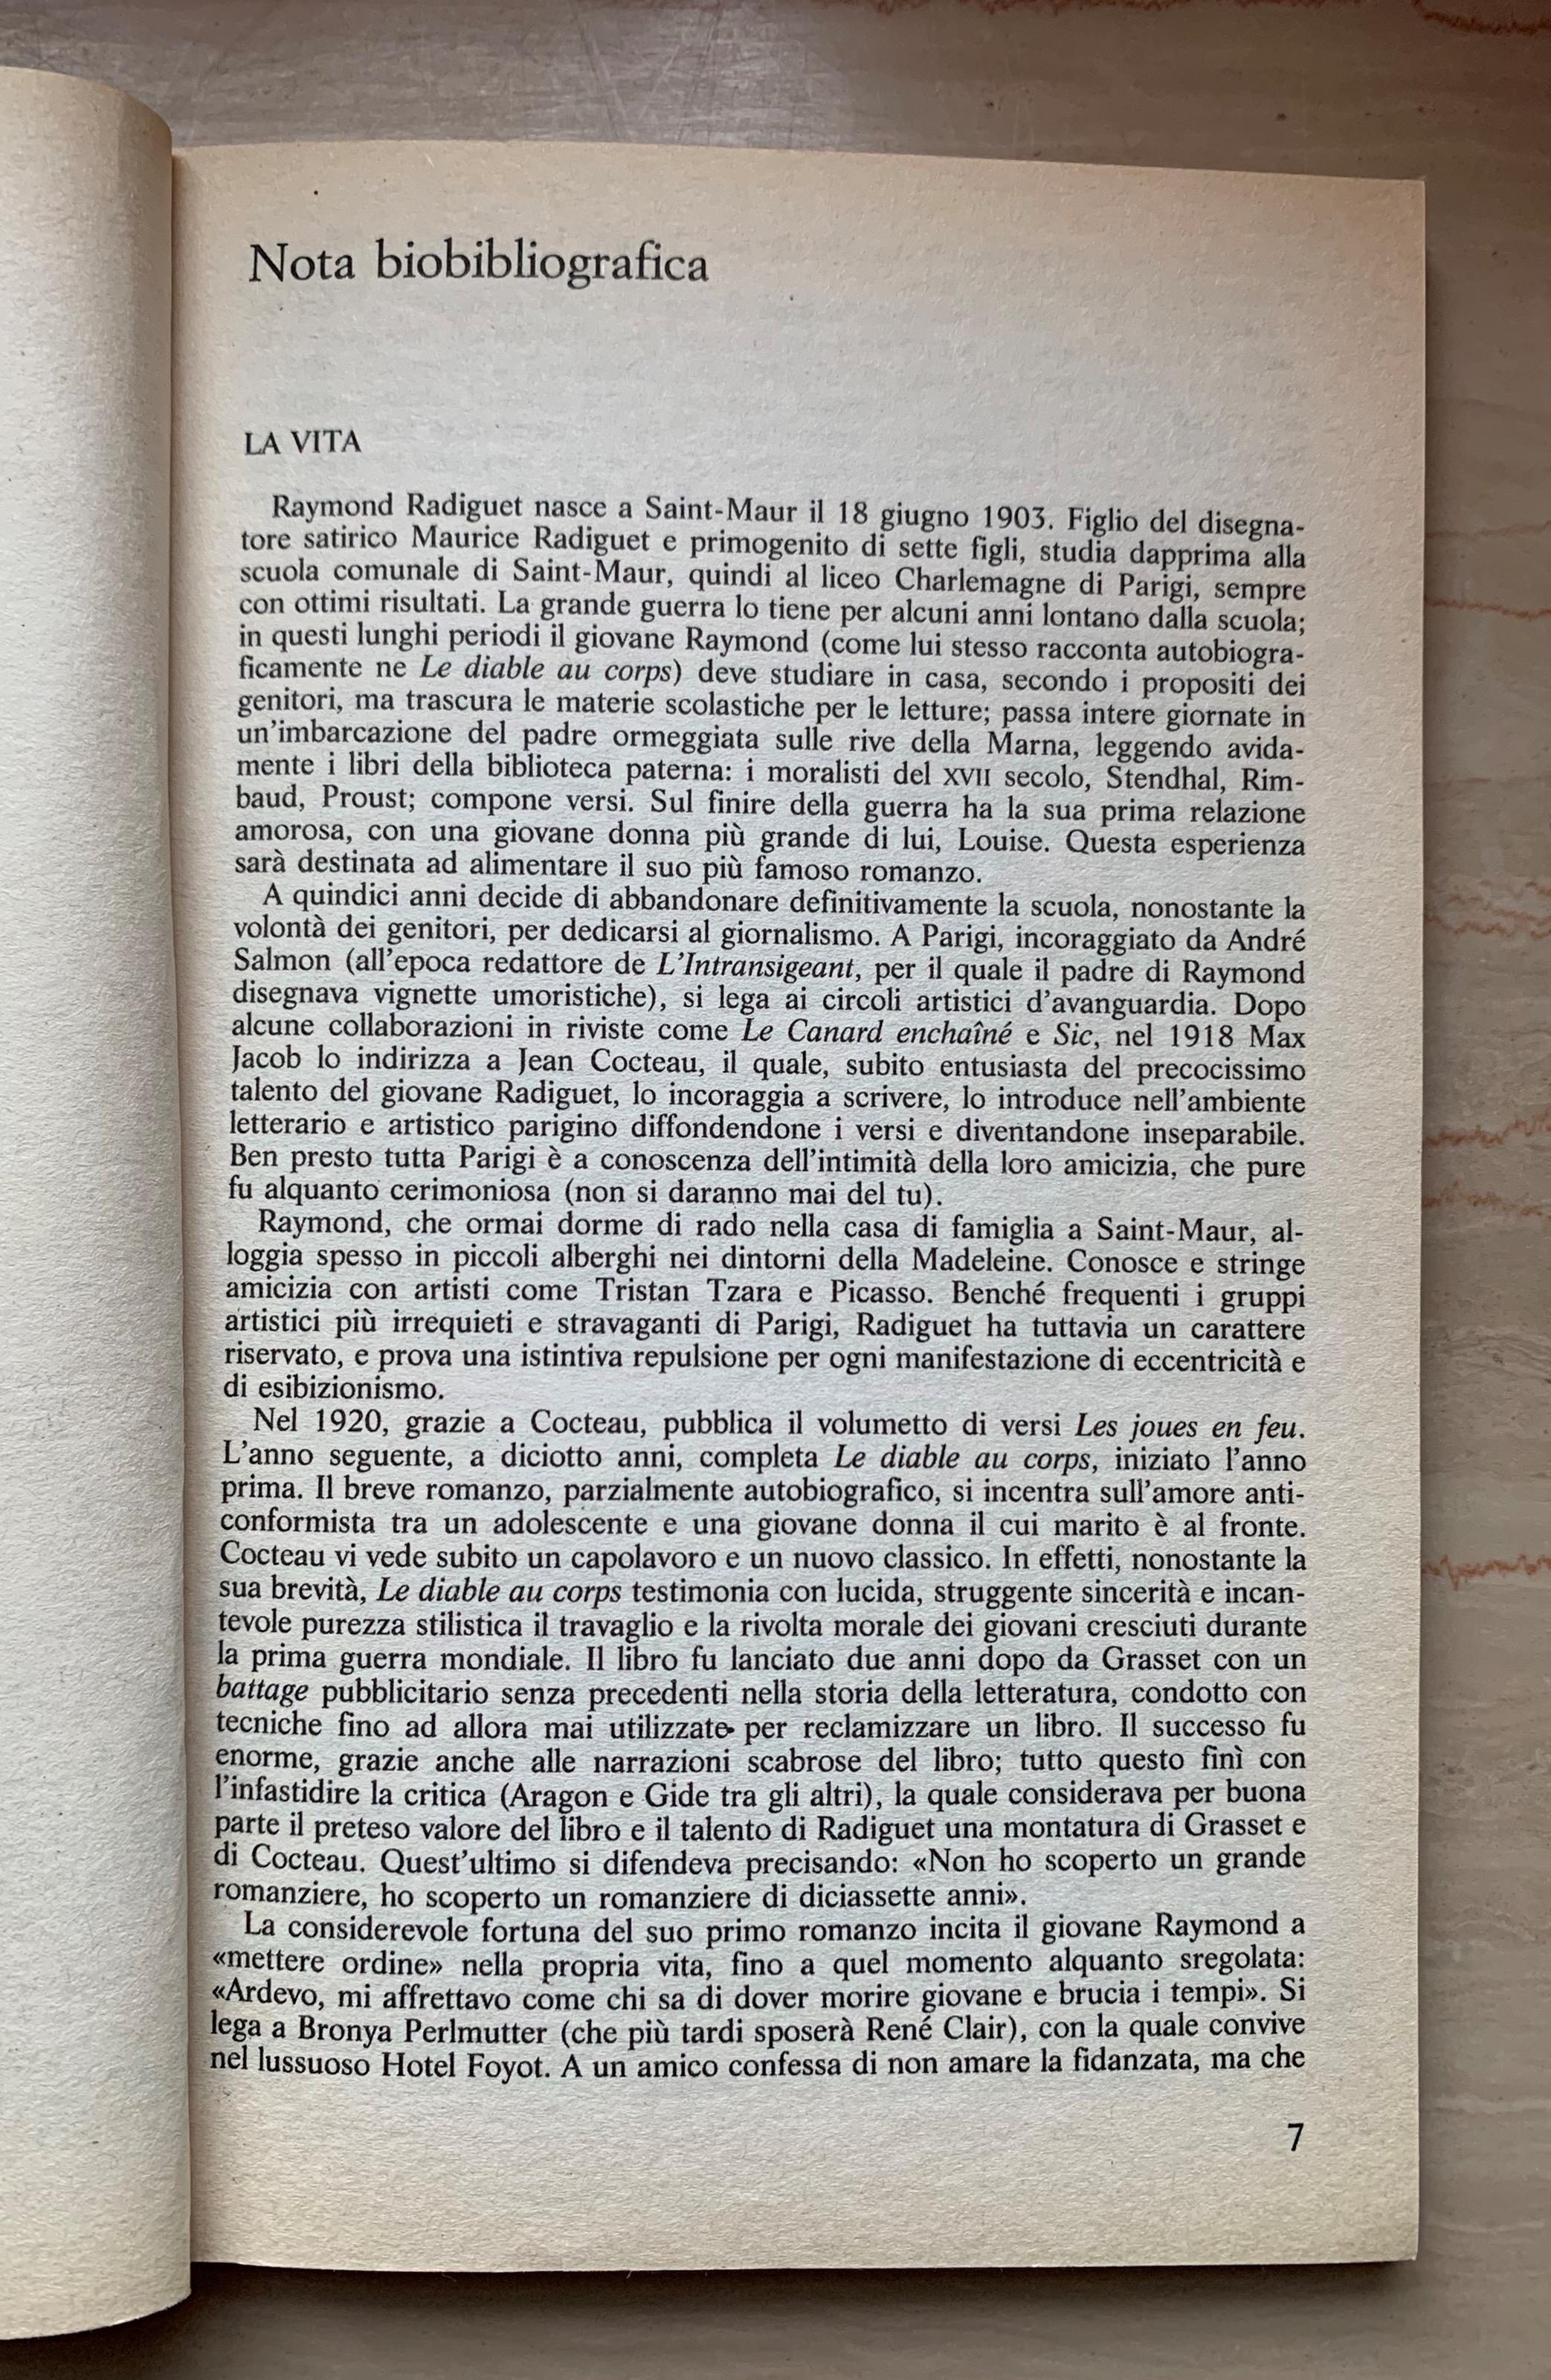 Nota biobibliografica
LA VITA
Raymond Radiguet nasce a Saint-Maur il 18 giugno 1903. Figlio del disegna-
tore satirico Maurice Radiguet e primogenito di sette figli, studia dapprima alla
scuola comunale di Saint-Maur, quindi al liceo Charlemagne di Parigi, sempre
con ottimi risultati. La grande guerra lo tiene per alcuni anni lontano dalla scuola;
in questi lunghi periodi il giovane Raymond (come lui stesso racconta autobiogra-
ficamente ne Le diable au corps) deve studiare in casa, secondo i propositi dei
genitori, ma trascura le materie scolastiche per le letture; passa intere giornate in
un'imbarcazione del padre ormeggiata sulle rive della Marna, leggendo avida-
mente i libri della biblioteca paterna: i moralisti del XVII secolo, Stendhal, Rim-
baud, Proust; compone versi. Sul finire della guerra ha la sua prima relazione
amorosa, con una giovane donna più grande di lui, Louise. Questa esperienza
sarà destinata ad alimentare il suo più famoso romanzo.
A quindici anni decide di abbandonare definitivamente la scuola, nonostante la
volontà dei genitori, per dedicarsi al giornalismo. A Parigi, incoraggiato da André
Salmon (all'epoca redattore de L'Intransigeant, per il quale il padre di Raymond
disegnava vignette umoristiche), si lega ai circoli artistici d'avanguardia. Dopo
alcune collaborazioni in riviste come Le Canard enchaîné e Sic, nel 1918 Max
Jacob lo indirizza a Jean Cocteau, il quale, subito entusiasta del precocissimo
talento del giovane Radiguet, lo incoraggia a scrivere, lo introduce nell'ambiente
letterario e artistico parigino diffondendone i versi e diventandone inseparabile.
Ben presto tutta Parigi è a conoscenza dell'intimità della loro amicizia, che pure
fu alquanto cerimoniosa (non si daranno mai del tu).
Raymond, che ormai dorme di rado nella casa di famiglia a Saint-Maur, al-
loggia spesso in piccoli alberghi nei dintorni della Madeleine. Conosce e stringe
amicizia con artisti come Tristan Tzara e Picasso. Benché frequenti i gruppi
artistici più irrequieti e stravaganti di Parigi, Radiguet ha tuttavia un carattere
riservato, e prova una istintiva repulsione per ogni manifestazione di eccentricità e
di esibizionismo.
Nel 1920, grazie a Cocteau, pubblica il volumetto di versi Les joues en feu.
L'anno seguente, a diciotto anni, completa Le diable au corps, iniziato l'anno
prima. Il breve romanzo, parzialmente autobiografico, si incentra sull'amore anti-
conformista tra un adolescente e una giovane donna il cui marito è al fronte.
Cocteau vi vede subito un capolavoro e un nuovo classico. In effetti, nonostante la
sua brevità, Le diable au corps testimonia con lucida, struggente sincerità e incan-
tevole purezza stilistica il travaglio e la rivolta morale dei giovani cresciuti durante
la prima guerra mondiale. Il libro fu lanciato due anni dopo da Grasset con un
battage pubblicitario senza precedenti nella storia della letteratura, condotto con
tecniche fino ad allora mai utilizzate per reclamizzare un libro. Il successo fu
enorme, grazie anche alle narrazioni scabrose del libro; tutto questo finì con
l'infastidire la critica (Aragon e Gide tra gli altri), la quale considerava per buona
parte il preteso valore del libro e il talento di Radiguet una montatura di Grasset e
di Cocteau. Quest'ultimo si difendeva precisando: «Non ho scoperto un grande
romanziere, ho scoperto un romanziere di diciassette anni».
La considerevole fortuna del suo primo romanzo incita il giovane Raymond a
«mettere ordine» nella propria vita, fino a quel momento alquanto sregolata:
«Ardevo, mi affrettavo come chi sa di dover morire giovane e brucia i tempi». Si
lega a Bronya Perlmutter (che più tardi sposerà René Clair), con la quale convive
nel lussuoso Hotel Foyot. A un amico confessa di non amare la fidanzata, ma che
7